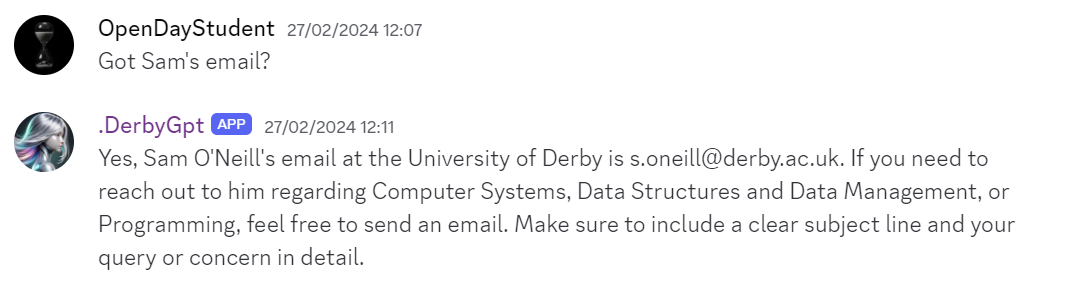 OpenDayStudent 27/02/2024 12:07
Got Sam's email?
.DerbyGpt APP 27/02/2024 12:11
Yes, Sam O'Neill's email at the University of Derby is s.oneill@derby.ac.uk. If you need to
reach out to him regarding Computer Systems, Data Structures and Data Management, or
Programming, feel free to send an email. Make sure to include a clear subject line and your
query or concern in detail.